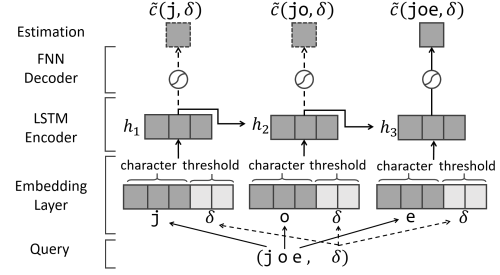 Estimation c̃(j, δ) c̃(jo, δ) c̃(joe, δ)
FNN
Decoder
LSTM
Encoder h₁ h₂ h₃
character threshold character threshold character threshold
Embedding
Layer
j δ o δ e δ
Query (joe, δ)